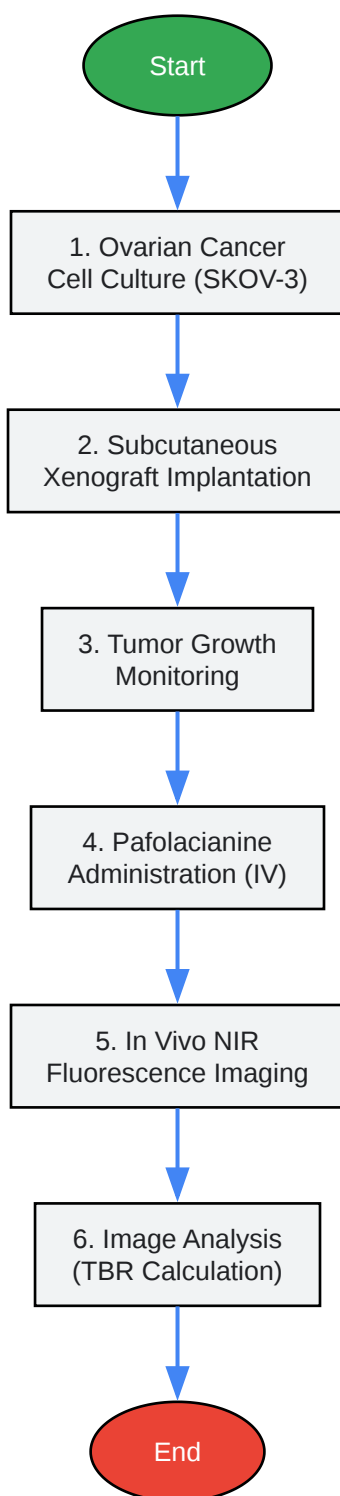 Start
1. Ovarian Cancer
Cell Culture (SKOV-3)
2. Subcutaneous
Xenograft Implantation
3. Tumor Growth
Monitoring
4. Pafolacianine
Administration (IV)
5. In Vivo NIR
Fluorescence Imaging
6. Image Analysis
(TBR Calculation)
End